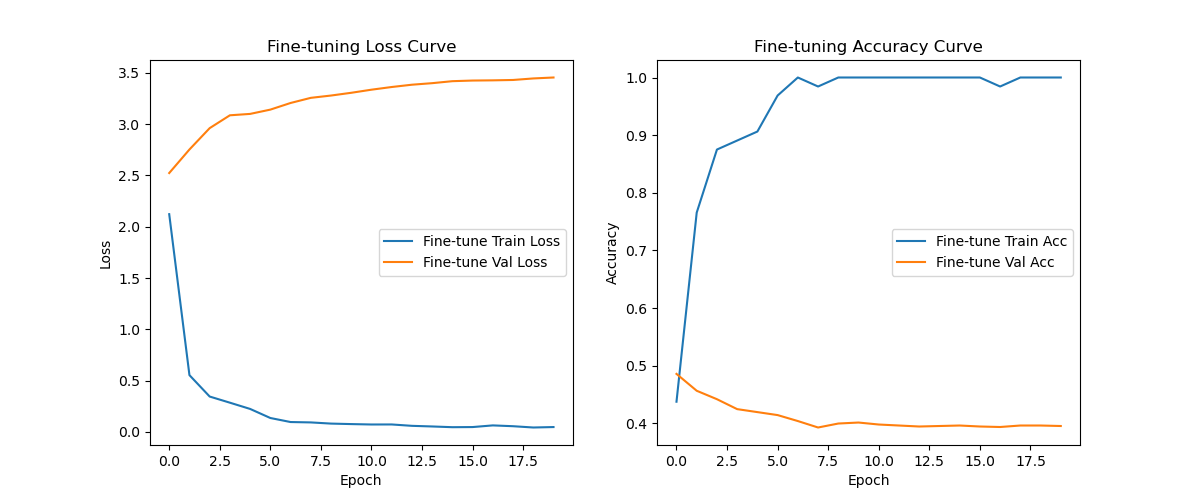 Fine-tuning Loss Curve
3.5
3.0
2.5
2.0
1.5
1.0
0.5
0.0
Loss
Fine-tune Train Loss
Fine-tune Val Loss
0.0 2.5 5.0 7.5 10.0 12.5 15.0 17.5
Epoch
Fine-tuning Accuracy Curve
1.0
0.9
0.8
0.7
0.6
0.5
0.4
Accuracy
Fine-tune Train Acc
Fine-tune Val Acc
0.0 2.5 5.0 7.5 10.0 12.5 15.0 17.5
Epoch